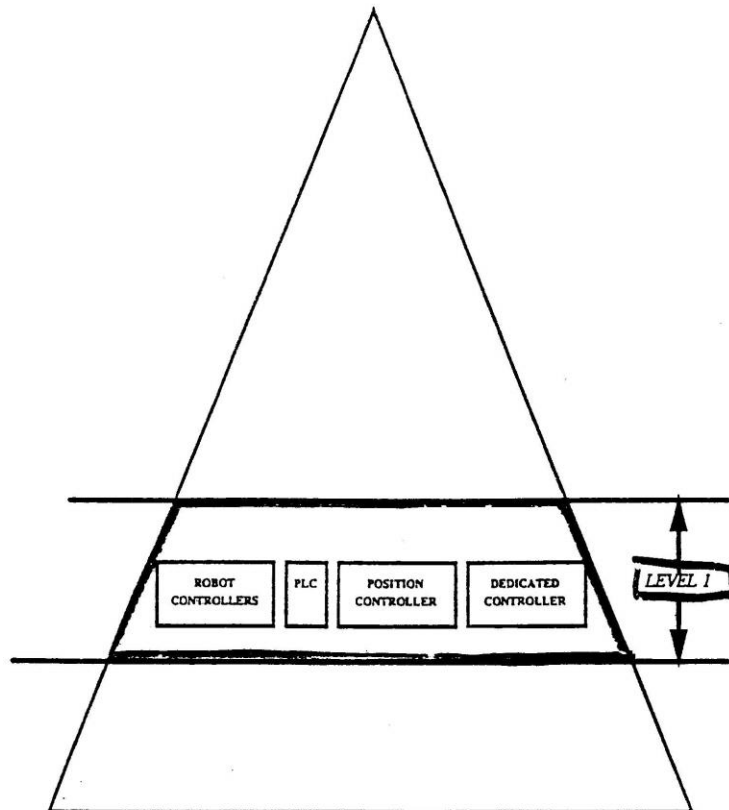 ROBOT
CONTROLLERS
PLC
POSITION
CONTROLLER
DEDICATED
CONTROLLER
LEVEL 1